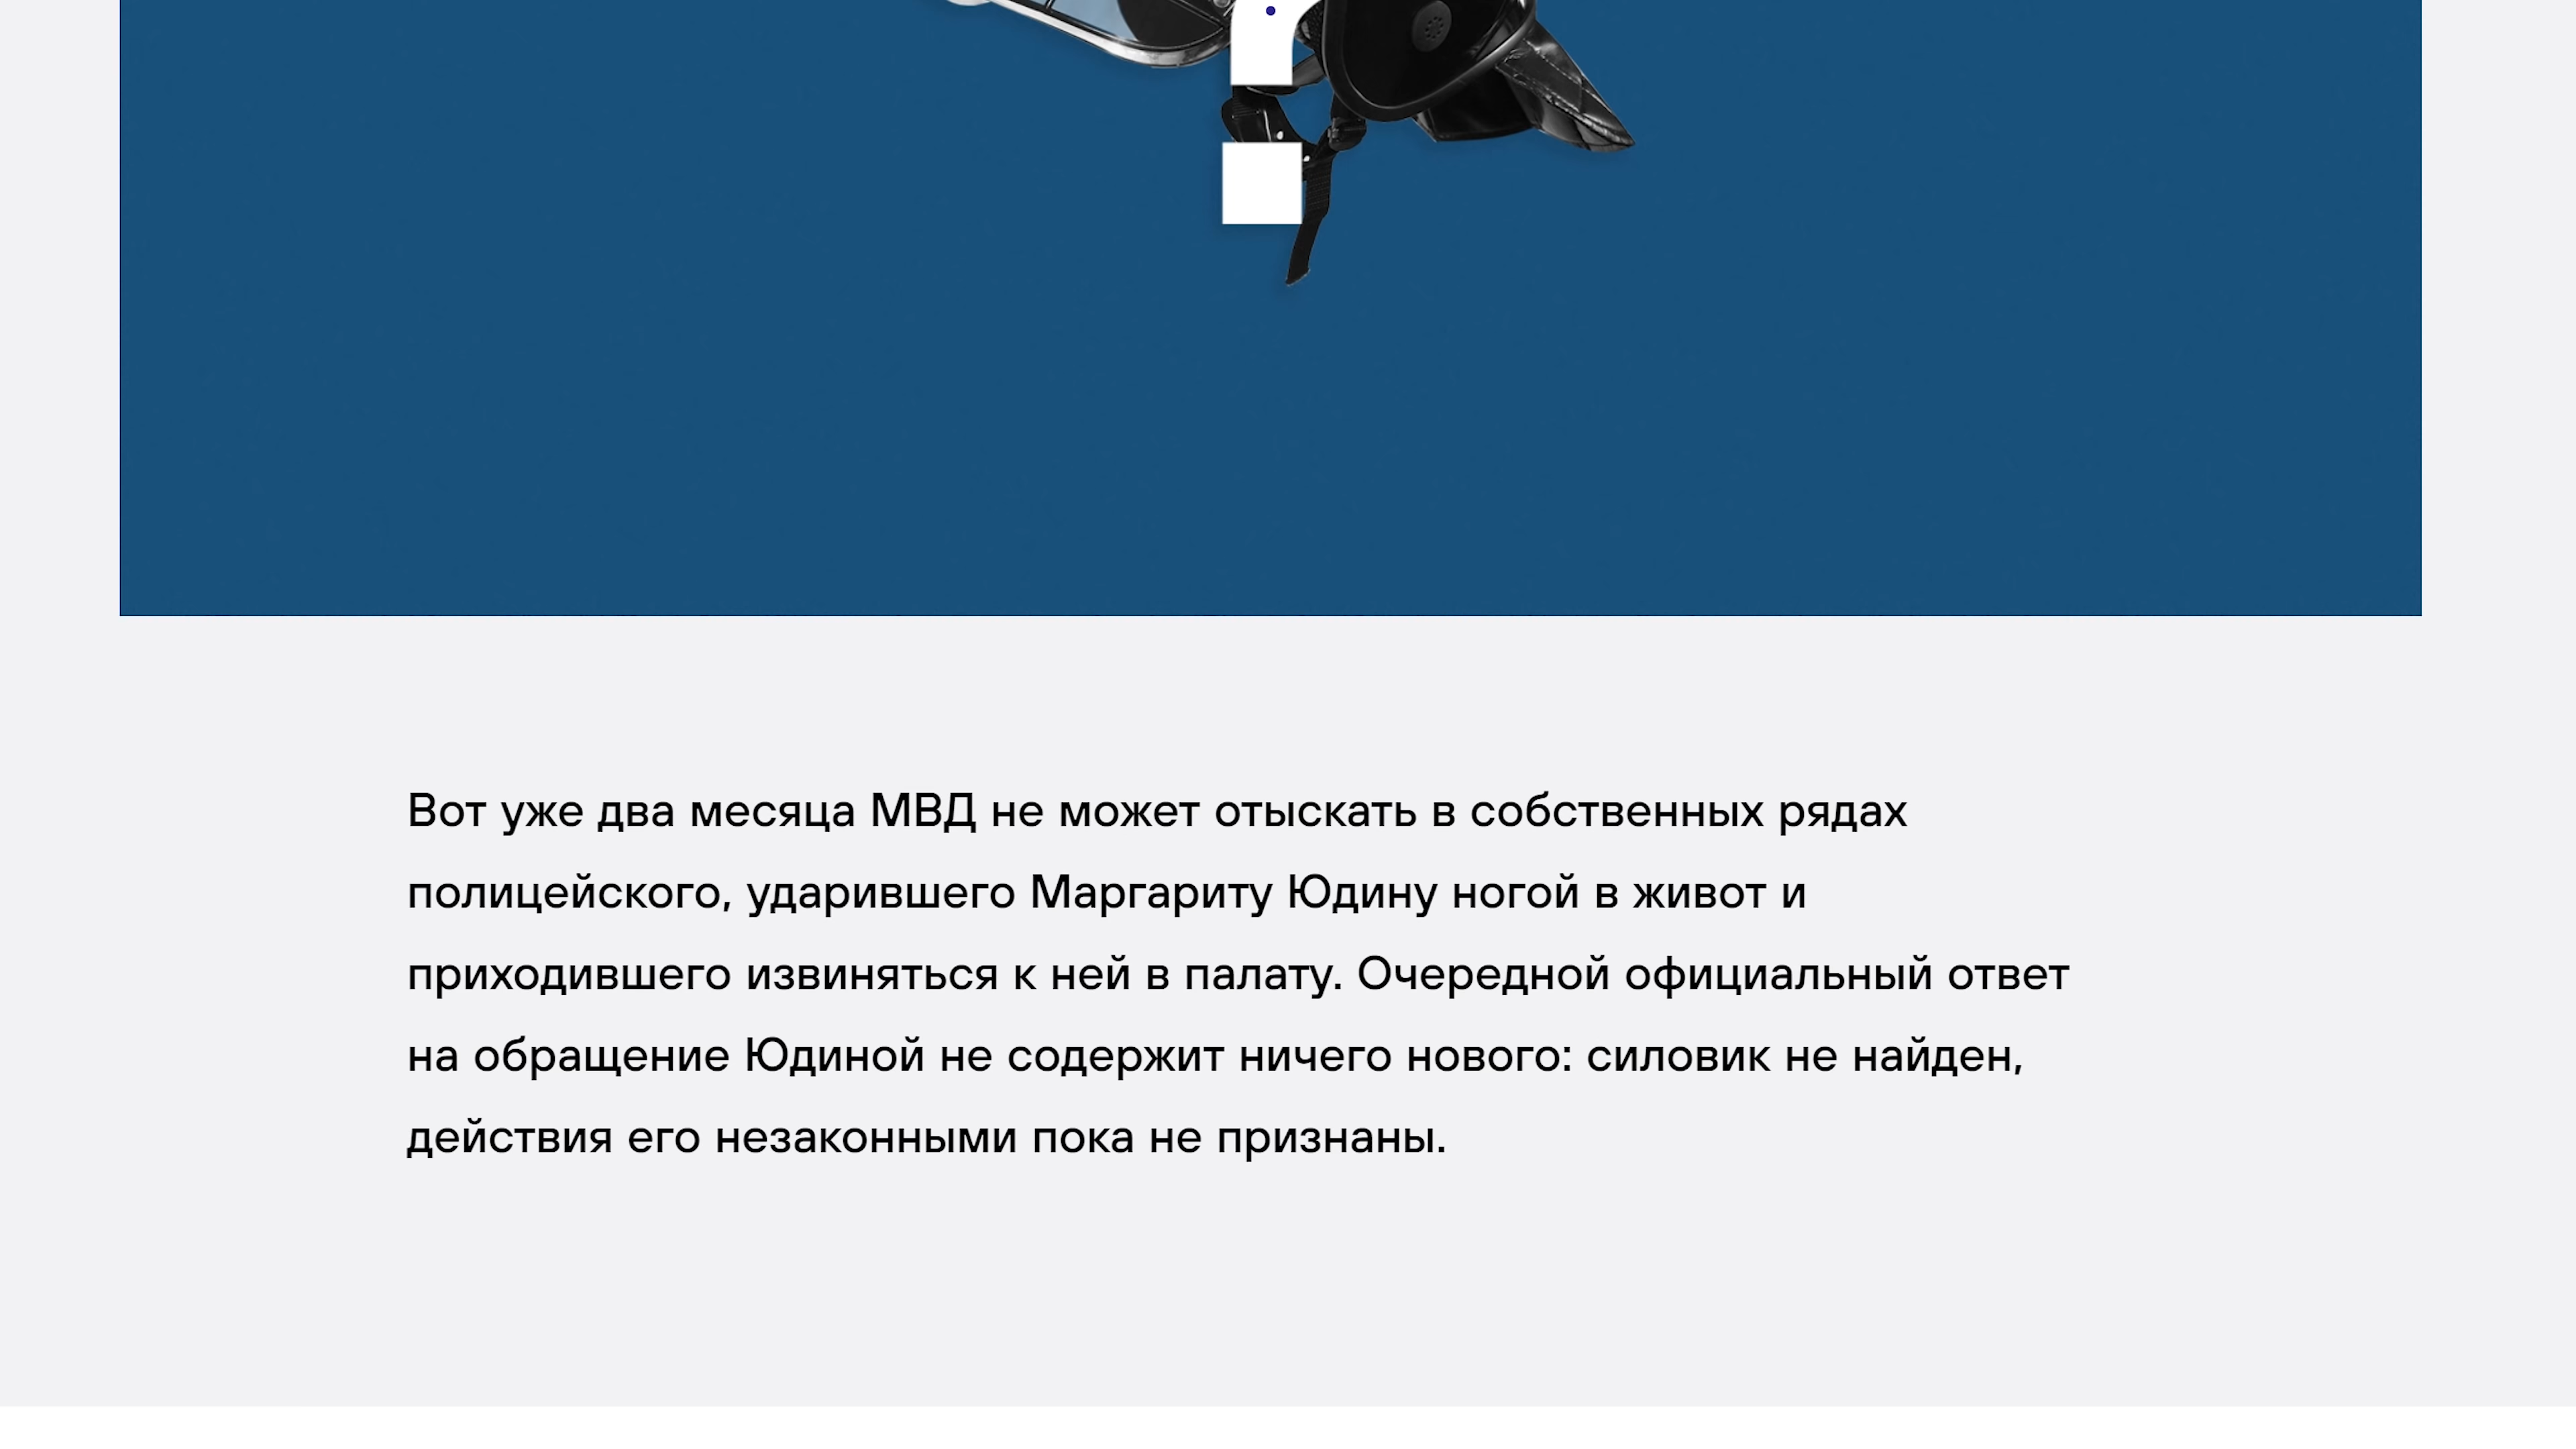 Вот уже два месяца МВД не может отыскать в собственных рядах
полицейского, ударившего Маргариту Юдину ногой в живот и
приходившего извиняться к ней в палату. Очередной официальный ответ
на обращение Юдиной не содержит ничего нового: силовик не найден,
действия его незаконными пока не признаны.